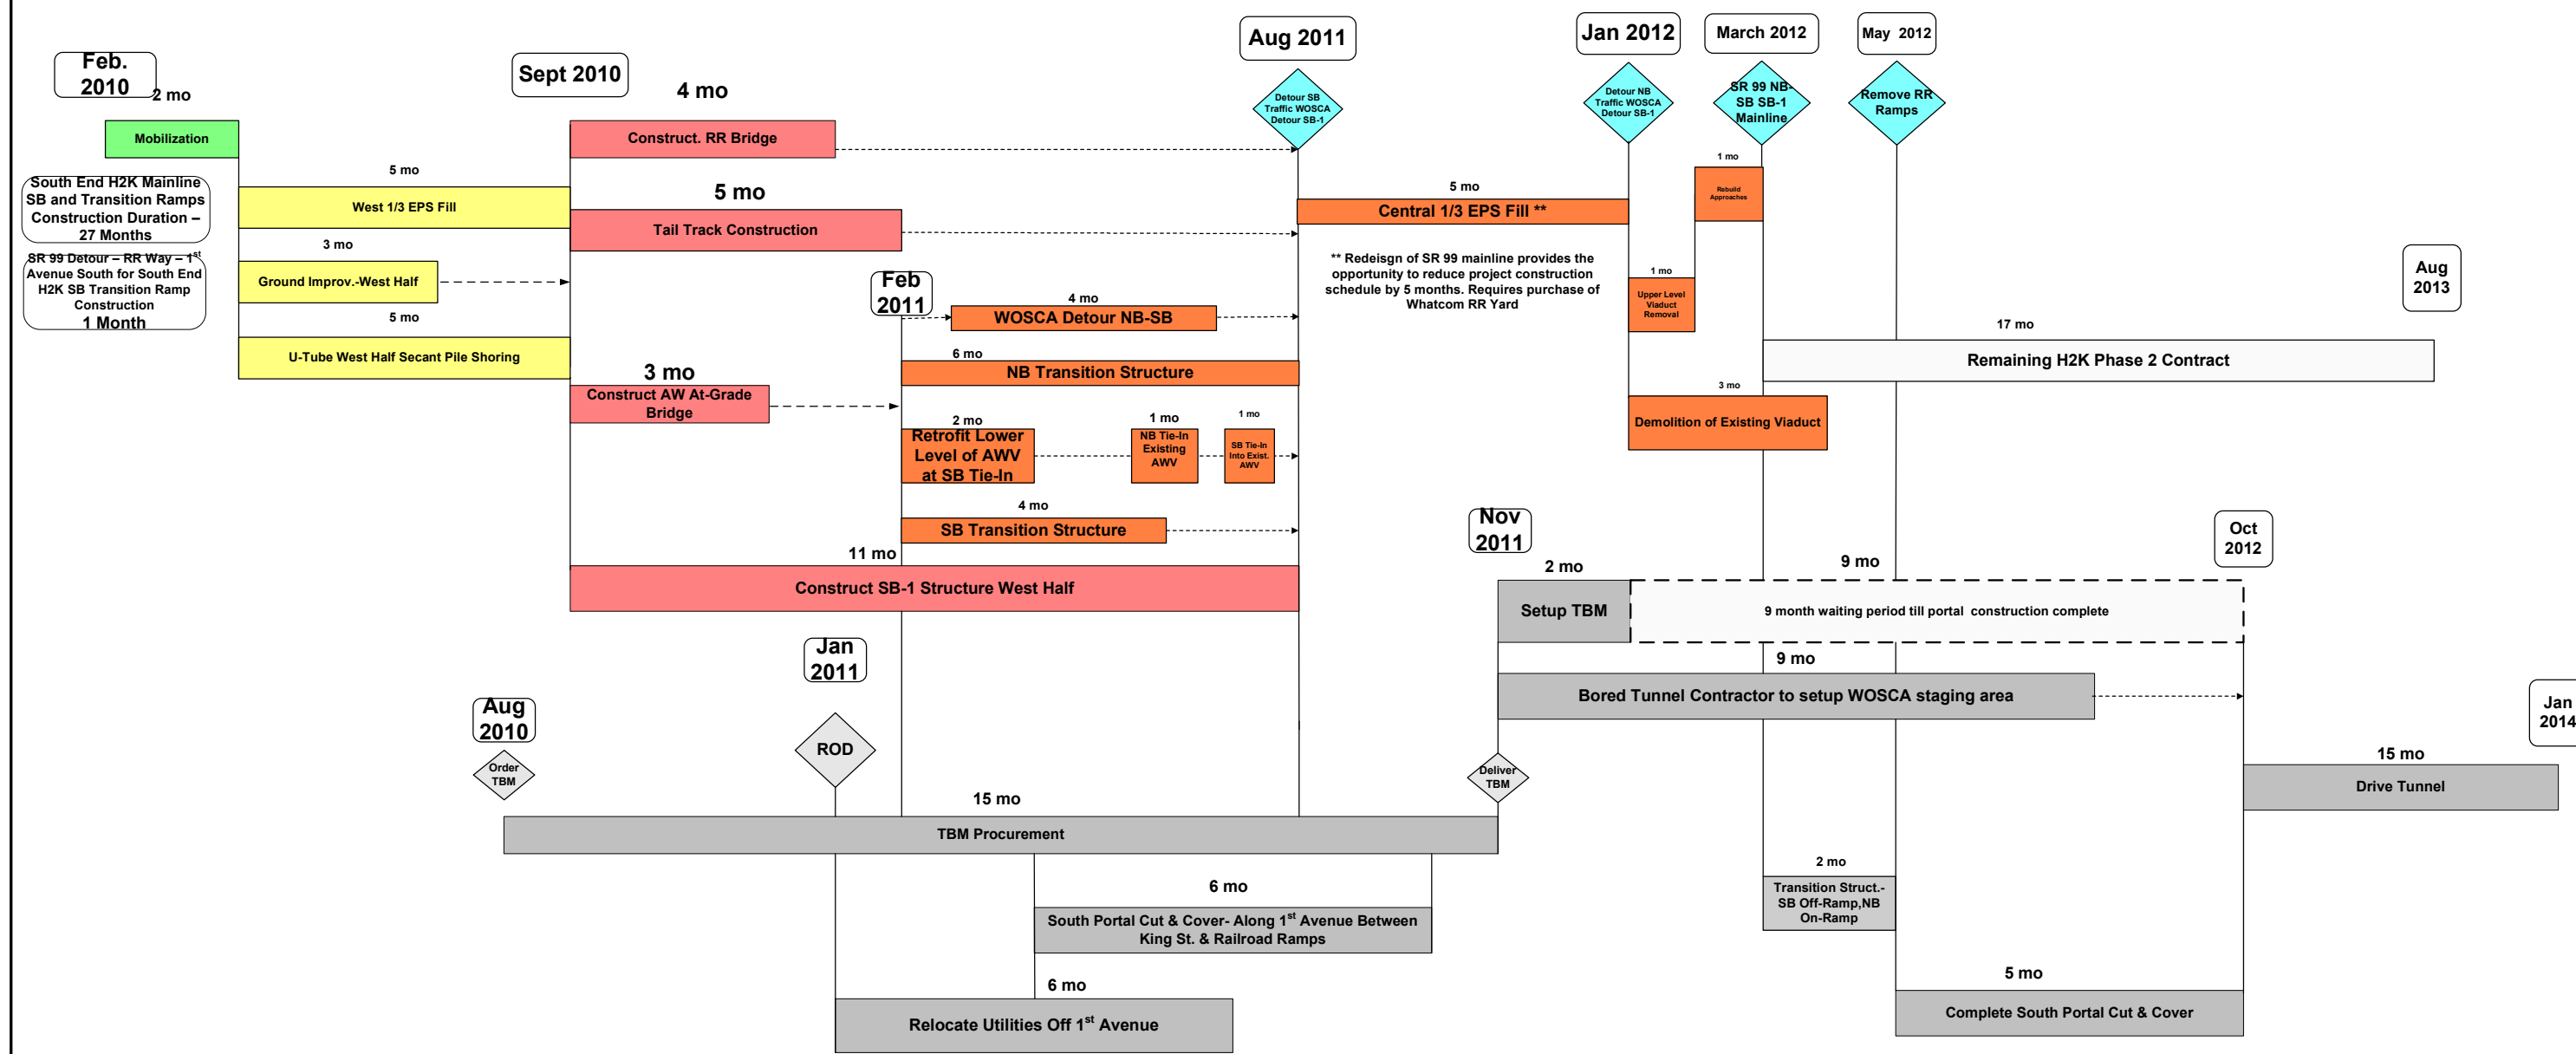 Feb.
2010
2 mo
Mobilization
Sept 2010
4 mo
Construct. RR Bridge
Aug 2011
Detour SB
Traffic WOSCA
Detour SB-1
Jan 2012
Detour NB
Traffic WOSCA
Detour SB-1
March 2012
SR 99 NB-
SB SB-1
Mainline
May 2012
Remove RR
Ramps
South End H2K Mainline
SB and Transition Ramps
Construction Duration –
27 Months
5 mo
West 1/3 EPS Fill
5 mo
Tail Track Construction
5 mo
Central 1/3 EPS Fill **
1 mo
Rebuild
Approaches
SR 99 Detour – RR Way – 1st
Avenue South for South End
H2K SB Transition Ramp
Construction
1 Month
3 mo
Ground Improv.-West Half
Feb
2011
4 mo
WOSCA Detour NB-SB
** Redeisgn of SR 99 mainline provides the
opportunity to reduce project construction
schedule by 5 months. Requires purchase of
Whatcom RR Yard
1 mo
Upper Level
Viaduct
Removal
Aug
2013
5 mo
U-Tube West Half Secant Pile Shoring
6 mo
NB Transition Structure
17 mo
Remaining H2K Phase 2 Contract
3 mo
Construct AW At-Grade
Bridge
3 mo
Demolition of Existing Viaduct
2 mo
Retrofit Lower
Level of AWV
at SB Tie-In
1 mo
NB Tie-In
Existing
AWV
1 mo
SB Tie-In
Into Exist.
AWV
4 mo
SB Transition Structure
11 mo
Construct SB-1 Structure West Half
Nov
2011
2 mo
Setup TBM
9 mo
9 month waiting period till portal construction complete
Oct
2012
9 mo
Bored Tunnel Contractor to setup WOSCA staging area
Jan
2011
ROD
Aug
2010
Order
TBM
Deliver
TBM
Jan
2014
15 mo
Drive Tunnel
15 mo
TBM Procurement
2 mo
Transition Struct.-
SB Off-Ramp,NB
On-Ramp
6 mo
South Portal Cut & Cover- Along 1st Avenue Between
King St. & Railroad Ramps
6 mo
Relocate Utilities Off 1st Avenue
5 mo
Complete South Portal Cut & Cover